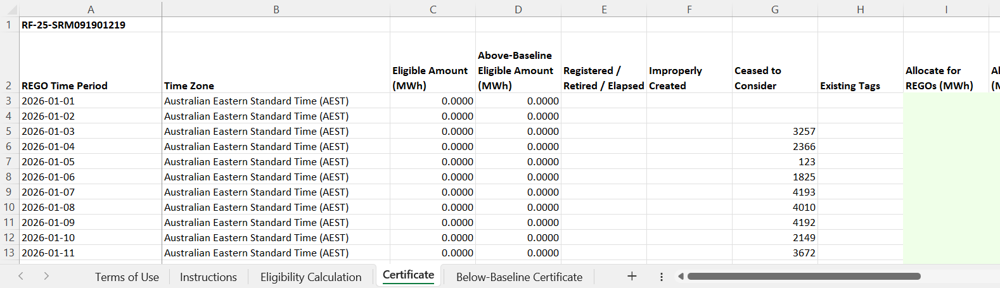 A B C D E F G H I
1 RF-25-SRM091901219
2 REGO Time Period Time Zone Eligible Amount (MWh) Above-Baseline Eligible Amount (MWh) Registered / Retired / Elapsed Improperly Created Ceased to Consider Existing Tags Allocate for REGOs (MWh)
3 2026-01-01 Australian Eastern Standard Time (AEST) 0.0000 0.0000
4 2026-01-02 Australian Eastern Standard Time (AEST) 0.0000 0.0000
5 2026-01-03 Australian Eastern Standard Time (AEST) 0.0000 0.0000 3257
6 2026-01-04 Australian Eastern Standard Time (AEST) 0.0000 0.0000 2366
7 2026-01-05 Australian Eastern Standard Time (AEST) 0.0000 0.0000 123
8 2026-01-06 Australian Eastern Standard Time (AEST) 0.0000 0.0000 1825
9 2026-01-07 Australian Eastern Standard Time (AEST) 0.0000 0.0000 4193
10 2026-01-08 Australian Eastern Standard Time (AEST) 0.0000 0.0000 4010
11 2026-01-09 Australian Eastern Standard Time (AEST) 0.0000 0.0000 4192
12 2026-01-10 Australian Eastern Standard Time (AEST) 0.0000 0.0000 2149
13 2026-01-11 Australian Eastern Standard Time (AEST) 0.0000 0.0000 3672
Terms of Use Instructions Eligibility Calculation Certificate Below-Baseline Certificate